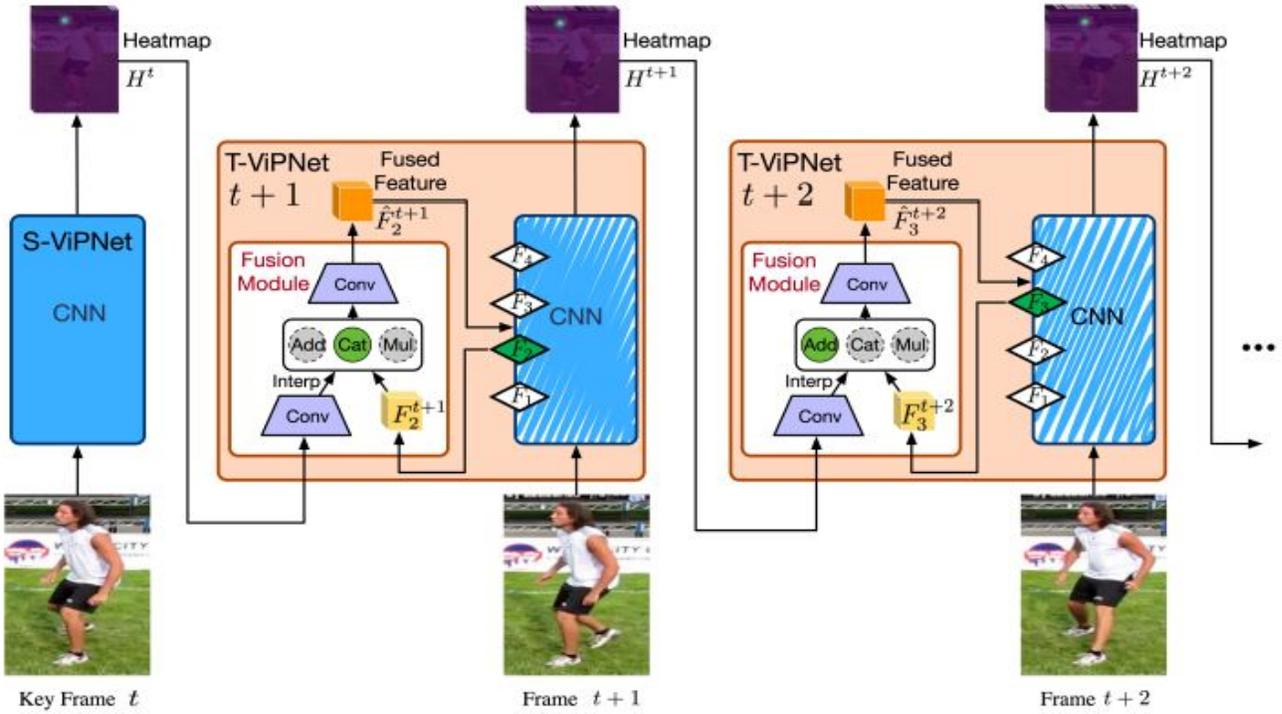 Heatmap
H^t
Heatmap
H^{t+1}
Heatmap
H^{t+2}
S-ViPNet
CNN
T-ViPNet
t + 1
Fused
Feature
\hat{F}_2^{t+1}
Fusion
Module
Conv
Add Cat Mul
Interp
Conv
F_2^{t+1}
F_4
F_3
F_2
F_1
CNN
T-ViPNet
t + 2
Fused
Feature
\hat{F}_3^{t+2}
Fusion
Module
Conv
Add Cat Mul
Interp
Conv
F_3^{t+2}
F_4
F_3
F_2
F_1
CNN
...
Key Frame t
Frame t + 1
Frame t + 2